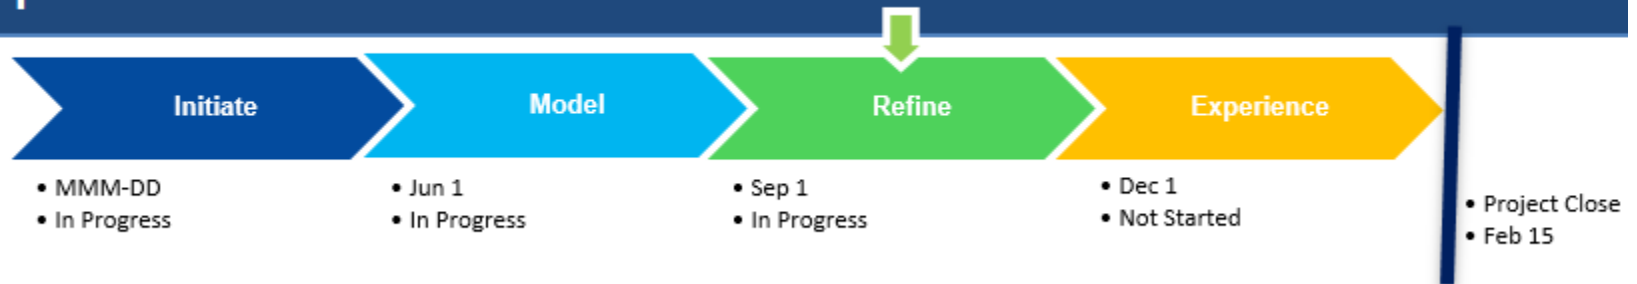 Initiate
Model
Refine
Experience
• MMM-DD
• In Progress
• Jun 1
• In Progress
• Sep 1
• In Progress
• Dec 1
• Not Started
• Project Close
• Feb 15